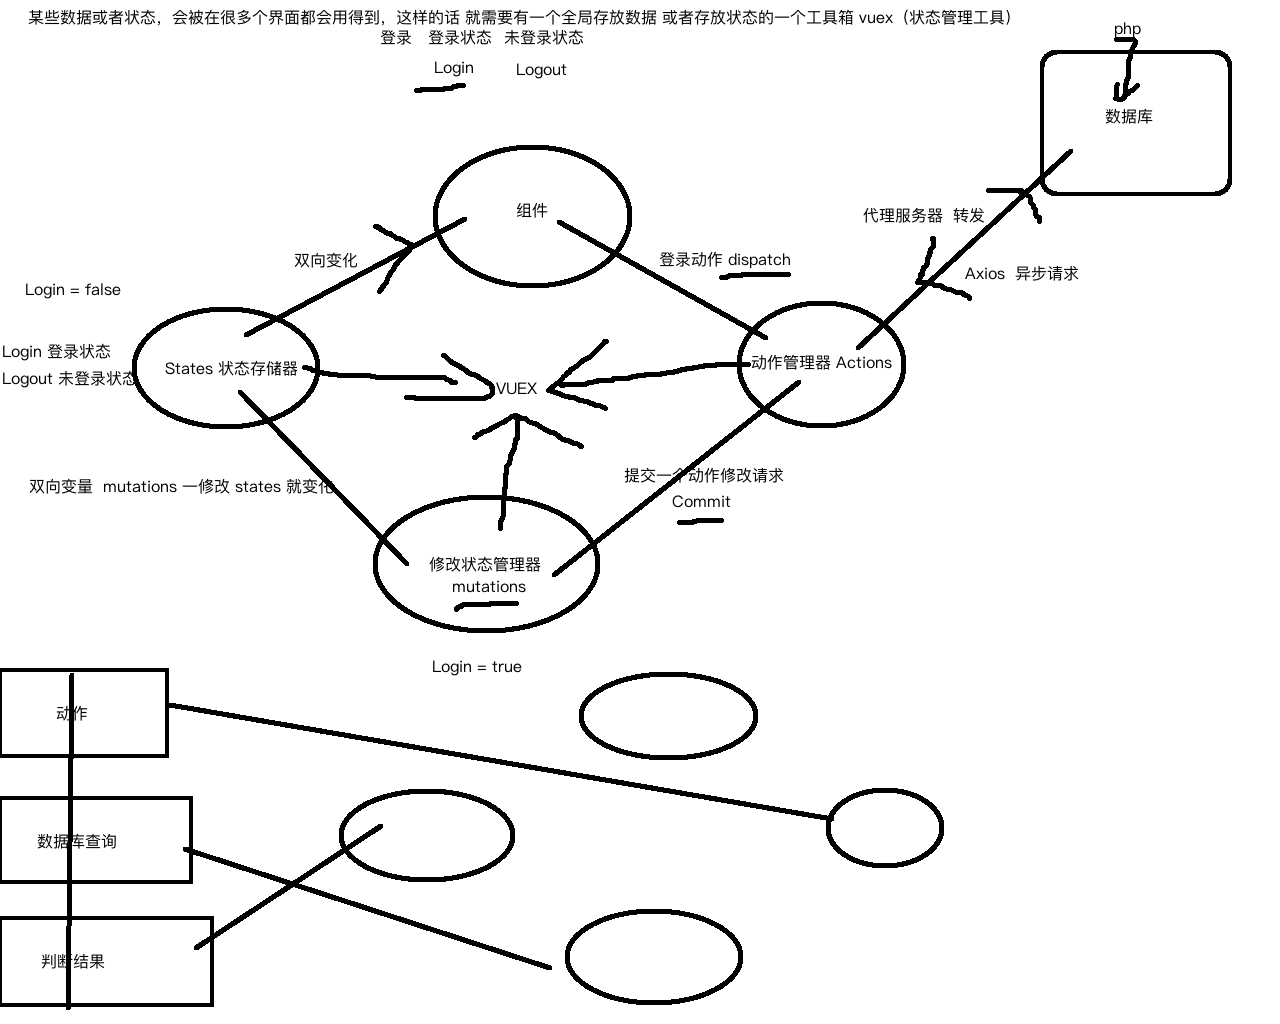 某些数据或者状态，会被在很多个界面都会用得到，这样的话 就需要有一个全局存放数据 或者存放状态的一个工具箱 vuex（状态管理工具）
php
登录 登录状态 未登录状态
Login Logout
数据库
组件
代理服务器 转发
双向变化
登录动作 dispatch
Axios 异步请求
Login = false
Login 登录状态
Logout 未登录状态
States 状态存储器
VUEX
动作管理器 Actions
双向变量 mutations 一修改 states 就变化
提交一个动作修改请求
Commit
修改状态管理器
mutations
Login = true
动作
数据库查询
判断结果